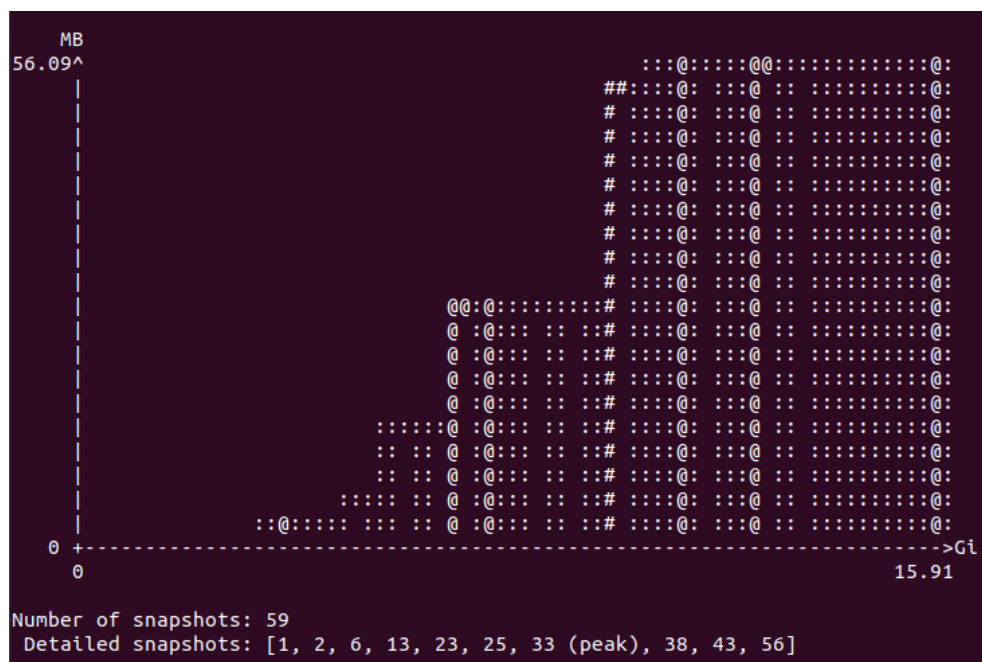 MB
56.09^                                              :::@:::::@@:::::::::::::@:
     |                                           ##::::@: :::@ :: ::::::::::@:
     |                                           # ::::@: :::@ :: ::::::::::@:
     |                                           # ::::@: :::@ :: ::::::::::@:
     |                                           # ::::@: :::@ :: ::::::::::@:
     |                                           # ::::@: :::@ :: ::::::::::@:
     |                                           # ::::@: :::@ :: ::::::::::@:
     |                                           # ::::@: :::@ :: ::::::::::@:
     |                                           # ::::@: :::@ :: ::::::::::@:
     |                                           # ::::@: :::@ :: ::::::::::@:
     |                              @@:@:::::::::# ::::@: :::@ :: ::::::::::@:
     |                              @ :@::: :: ::# ::::@: :::@ :: ::::::::::@:
     |                              @ :@::: :: ::# ::::@: :::@ :: ::::::::::@:
     |                              @ :@::: :: ::# ::::@: :::@ :: ::::::::::@:
     |                              @ :@::: :: ::# ::::@: :::@ :: ::::::::::@:
     |                        ::::::@ :@::: :: ::# ::::@: :::@ :: ::::::::::@:
     |                        :: :: @ :@::: :: ::# ::::@: :::@ :: ::::::::::@:
     |                        :: :: @ :@::: :: ::# ::::@: :::@ :: ::::::::::@:
     |                     ::::: :: @ :@::: :: ::# ::::@: :::@ :: ::::::::::@:
     |              ::@::::: ::: :: @ :@::: :: ::# ::::@: :::@ :: ::::::::::@:
   0 +----------------------------------------------------------------------->Gi
     0                                                                   15.91
Number of snapshots: 59
 Detailed snapshots: [1, 2, 6, 13, 23, 25, 33 (peak), 38, 43, 56]